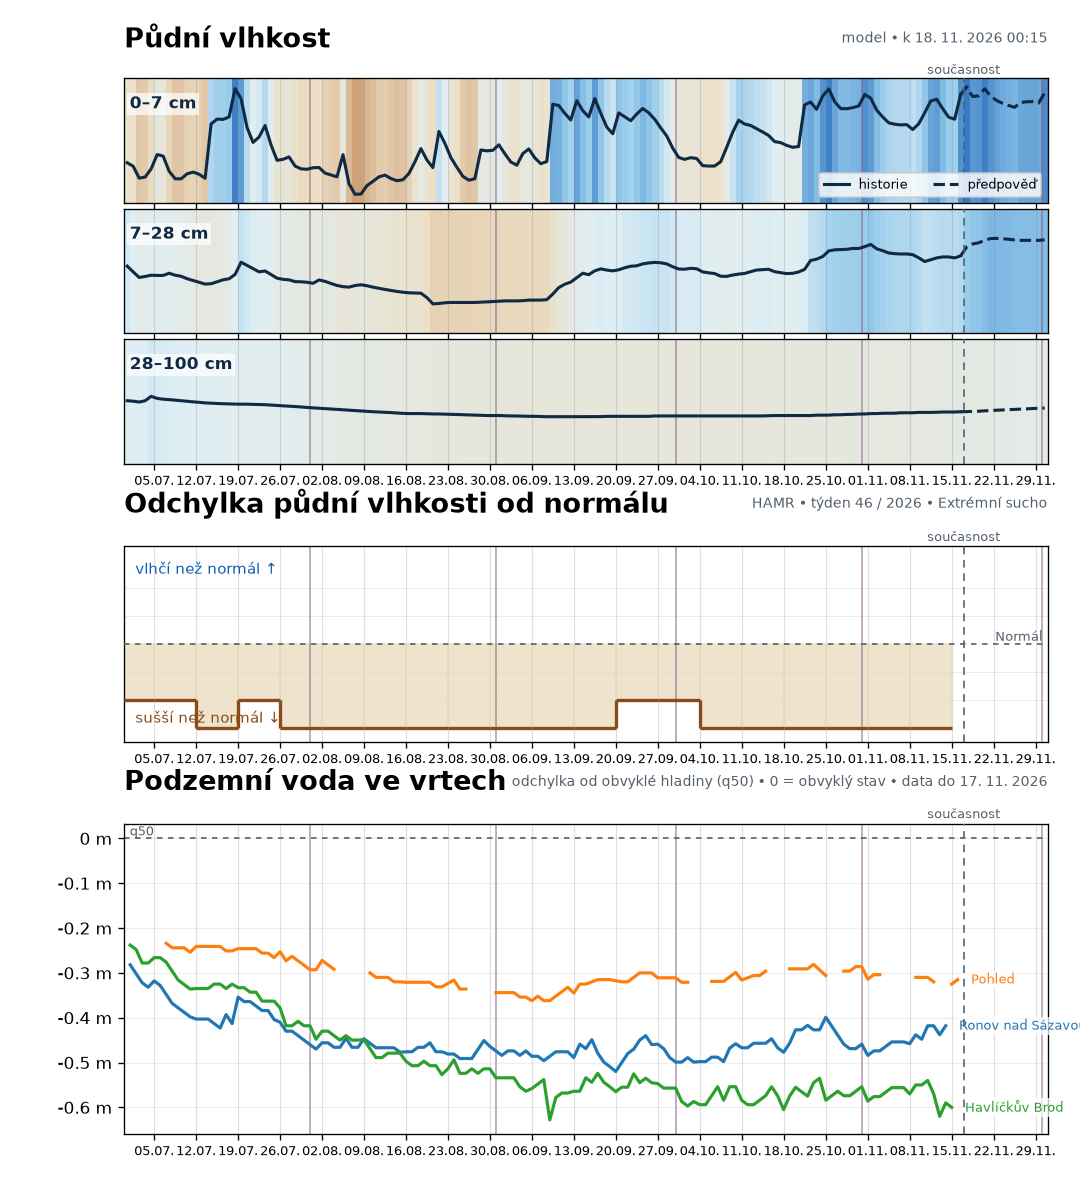 Půdní vlhkost
model • k 18. 11. 2026 00:15
současnost
0–7 cm
historie
předpověď
7–28 cm
28–100 cm
05.07. 12.07. 19.07. 26.07. 02.08. 09.08. 16.08. 23.08. 30.08. 06.09. 13.09. 20.09. 27.09. 04.10. 11.10. 18.10. 25.10. 01.11. 08.11. 15.11. 22.11. 29.11.
Odchylka půdní vlhkosti od normálu
HAMR • týden 46 / 2026 • Extrémní sucho
současnost
vlhčí než normál ↑
Normál
sušší než normál ↓
05.07. 12.07. 19.07. 26.07. 02.08. 09.08. 16.08. 23.08. 30.08. 06.09. 13.09. 20.09. 27.09. 04.10. 11.10. 18.10. 25.10. 01.11. 08.11. 15.11. 22.11. 29.11.
Podzemní voda ve vrtech
odchylka od obvyklé hladiny (q50) • 0 = obvyklý stav • data do 17. 11. 2026
současnost
q50
0 m
-0.1 m
-0.2 m
-0.3 m
Pohled
-0.4 m
Ronov nad Sázavou
-0.5 m
-0.6 m
Havlíčkův Brod
05.07. 12.07. 19.07. 26.07. 02.08. 09.08. 16.08. 23.08. 30.08. 06.09. 13.09. 20.09. 27.09. 04.10. 11.10. 18.10. 25.10. 01.11. 08.11. 15.11. 22.11. 29.11.